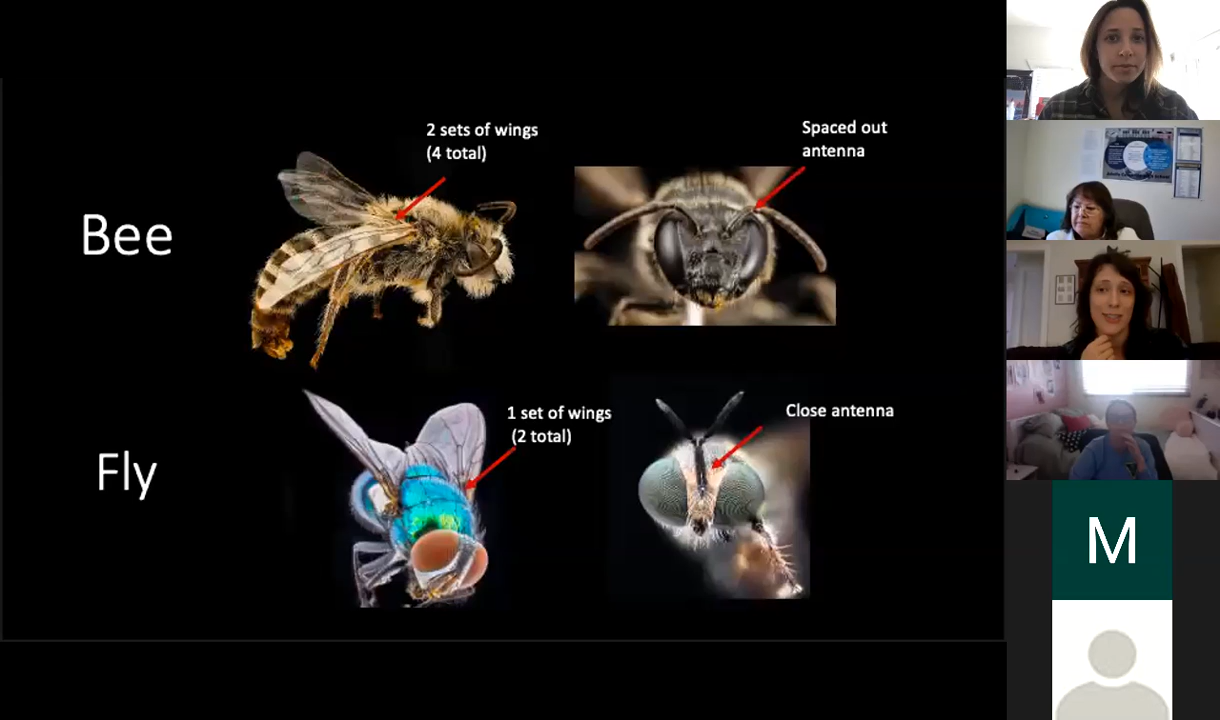 2 sets of wings
(4 total)
Spaced out
antenna
Bee
1 set of wings
(2 total)
Close antenna
Fly
M